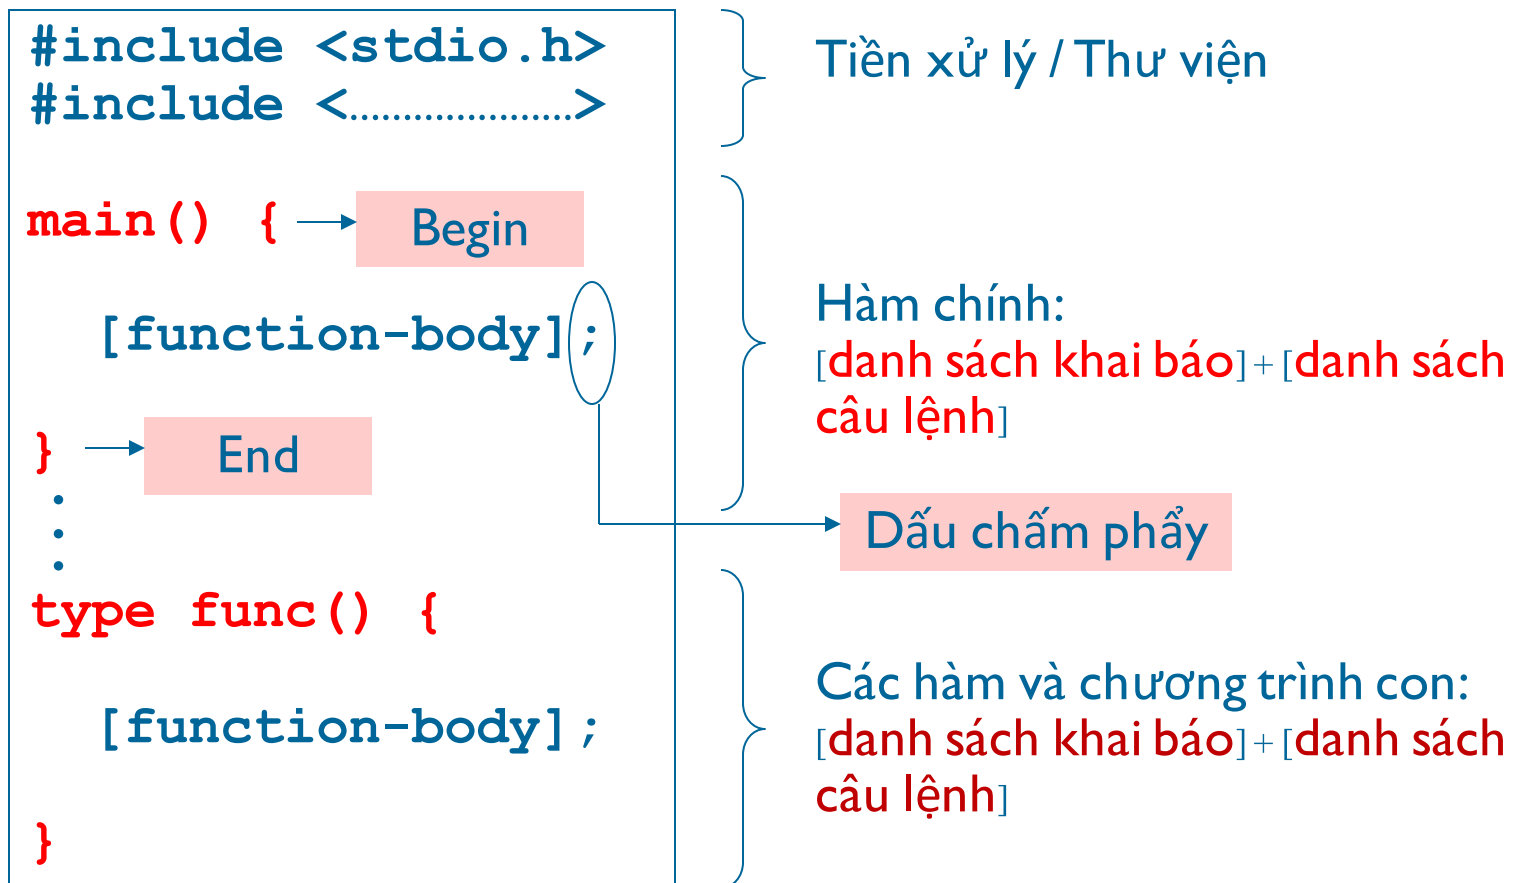 #include <stdio.h>
#include <.....................>
main() {
Begin
[function-body];
}
End
.
.
.
type func() {
[function-body];
}
Tiền xử lý / Thư viện
Hàm chính:
[danh sách khai báo] + [danh sách
câu lệnh]
Dấu chấm phẩy
Các hàm và chương trình con:
[danh sách khai báo] + [danh sách
câu lệnh]